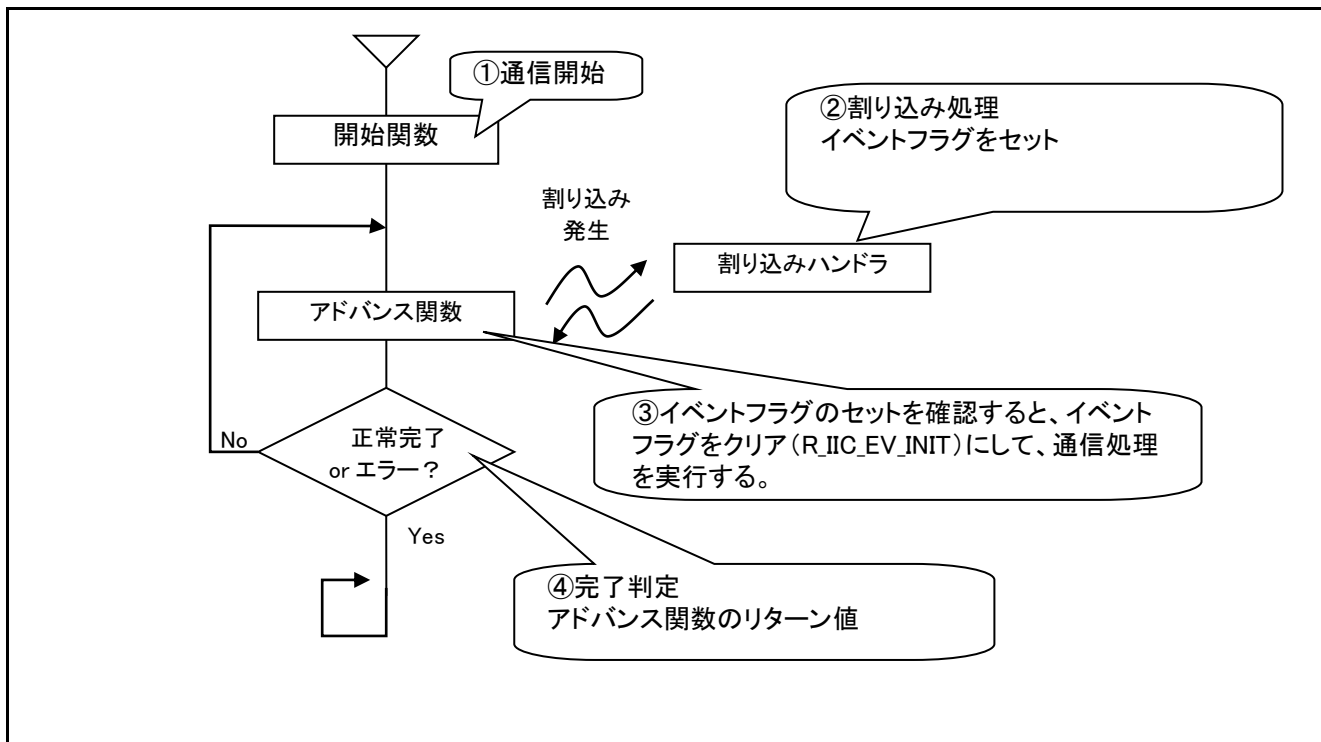 ①通信開始
開始関数
②割り込み処理
イベントフラグをセット
割り込み
発生
割り込みハンドラ
アドバンス関数
③イベントフラグのセットを確認すると、イベント
フラグをクリア(R_IIC_EV_INIT)にして、通信処理
を実行する。
No
正常完了
or エラー?
Yes
④完了判定
アドバンス関数のリターン値